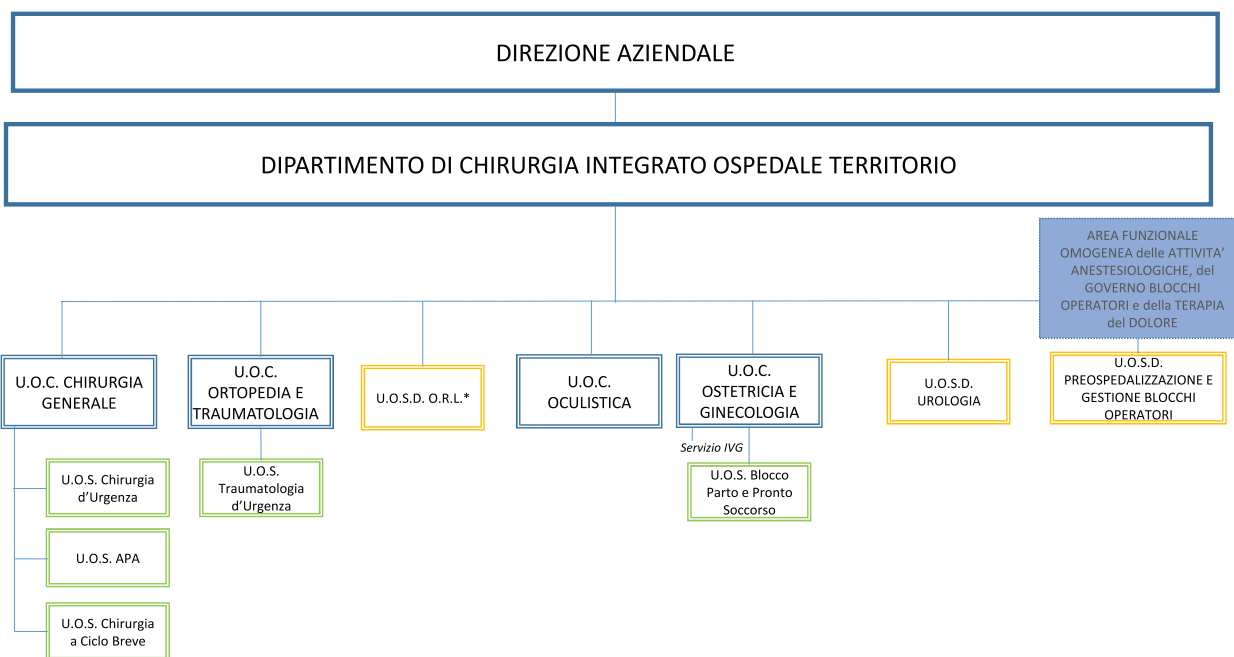 DIREZIONE AZIENDALE
DIPARTIMENTO DI CHIRURGIA INTEGRATO OSPEDALE TERRITORIO
AREA FUNZIONALE
OMOGENEA delle ATTIVITA’
ANESTESIOLOGICHE, del
GOVERNO BLOCCHI
OPERATORI e della TERAPIA
del DOLORE
U.O.C. CHIRURGIA
GENERALE
U.O.C.
ORTOPEDIA E
TRAUMATOLOGIA
U.O.S.D. O.R.L.*
U.O.C.
OCULISTICA
U.O.C.
OSTETRICIA E
GINECOLOGIA
U.O.S.D.
UROLOGIA
U.O.S.D.
PREOSPEDALIZZAZIONE E
GESTIONE BLOCCHI
OPERATORI
Servizio IVG
U.O.S. Chirurgia
d’Urgenza
U.O.S.
Traumatologia
d’Urgenza
U.O.S. Blocco
Parto e Pronto
Soccorso
U.O.S. APA
U.O.S. Chirurgia
a Ciclo Breve